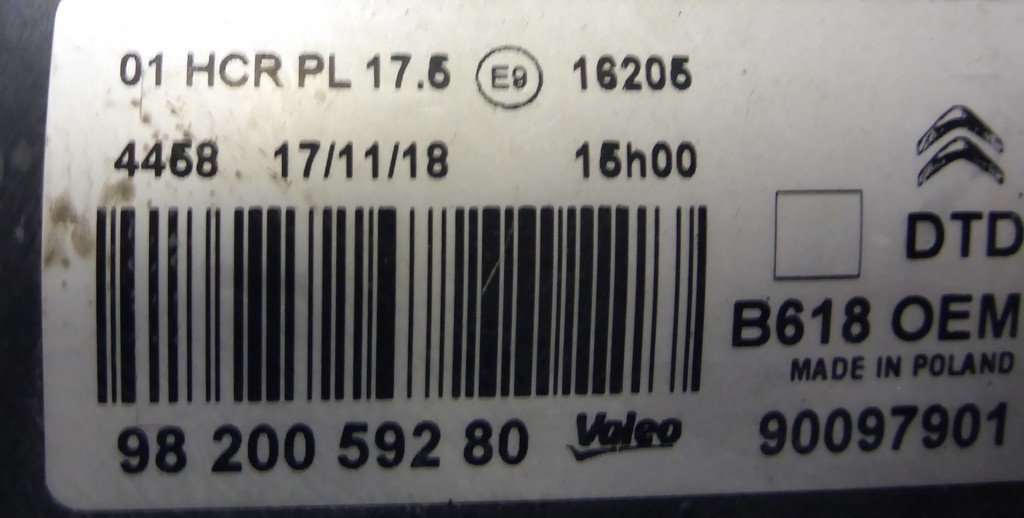 01 HCR PL 17.5 E9 16205
4458 17/11/18 15h00
DTD
B618 OEM
MADE IN POLAND
98 200 592 80 Valeo 90097901